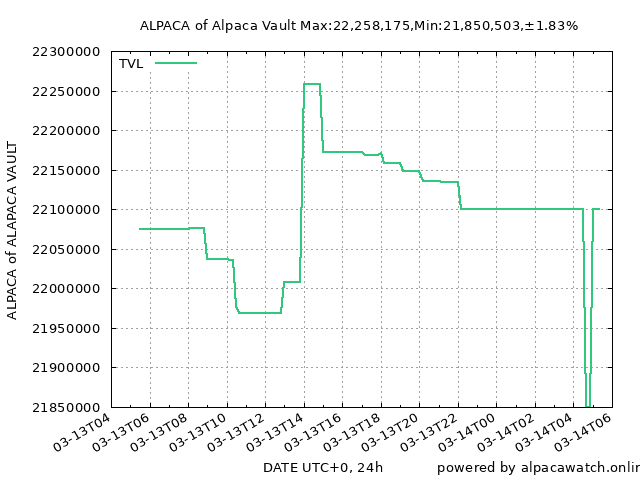 ALPACA of Alpaca Vault Max:22,258,175,Min:21,850,503,±1.83%
TVL
ALPACA of ALAPACA VAULT
22300000
22250000
22200000
22150000
22100000
22050000
22000000
21950000
21900000
21850000
03-13T04
03-13T06
03-13T08
03-13T10
03-13T12
03-13T14
03-13T16
03-13T18
03-13T20
03-13T22
03-14T00
03-14T02
03-14T04
03-14T06
DATE UTC+0, 24h
powered by alpacawatch.onlin